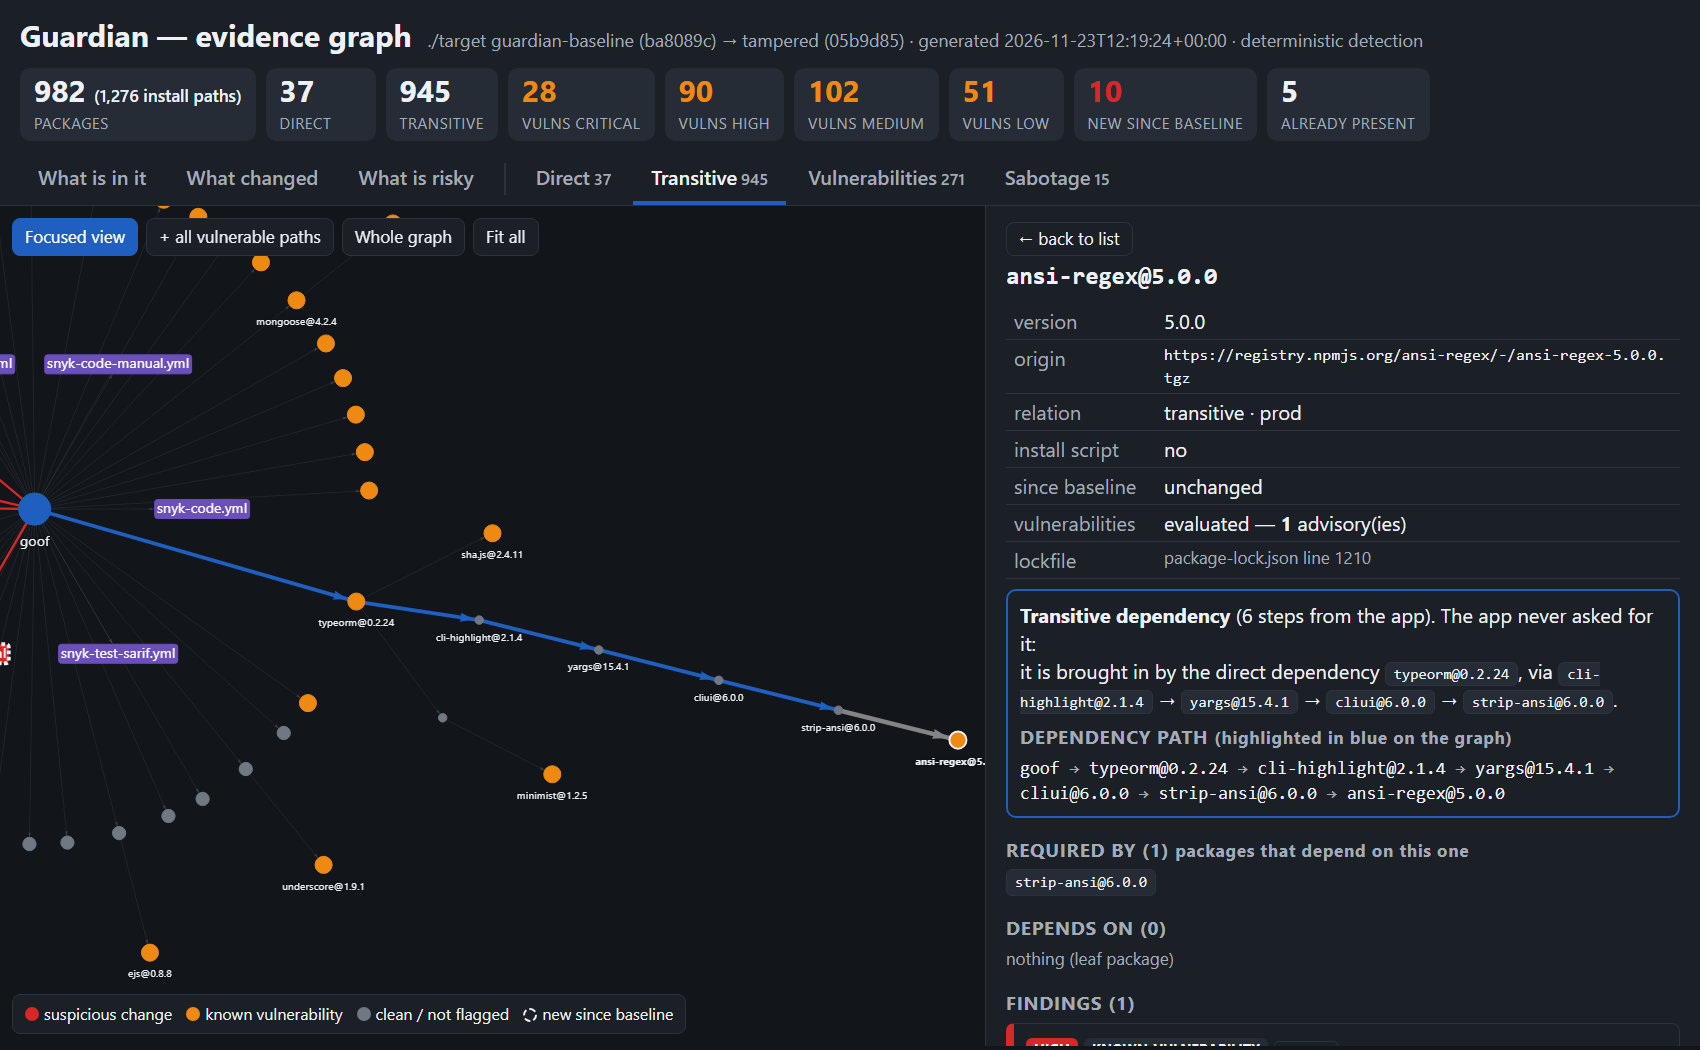 Guardian — evidence graph ./target guardian-baseline (ba8089c) → tampered (05b9d85) · generated 2026-11-23T12:19:24+00:00 · deterministic detection
982 (1,276 install paths)
PACKAGES
37
DIRECT
945
TRANSITIVE
28
VULNS CRITICAL
90
VULNS HIGH
102
VULNS MEDIUM
51
VULNS LOW
10
NEW SINCE BASELINE
5
ALREADY PRESENT
What is in it What changed What is risky Direct 37 Transitive 945 Vulnerabilities 271 Sabotage 15
Focused view + all vulnerable paths Whole graph Fit all
mongoose@4.2.4
ml
snyk-code-manual.yml
snyk-code.yml
goof
sha.js@2.4.11
typeorm@0.2.24
cli-highlight@2.1.4
yargs@15.4.1
snyk-test-sarif.yml
cliui@6.0.0
strip-ansi@6.0.0
ansi-regex@5.
minimist@1.2.5
underscore@1.9.1
ejs@0.8.8
suspicious change known vulnerability clean / not flagged new since baseline
← back to list
ansi-regex@5.0.0
version 5.0.0
origin https://registry.npmjs.org/ansi-regex/-/ansi-regex-5.0.0.
tgz
relation transitive · prod
install script no
since baseline unchanged
vulnerabilities evaluated — 1 advisory(ies)
lockfile package-lock.json line 1210
Transitive dependency (6 steps from the app). The app never asked for
it:
it is brought in by the direct dependency typeorm@0.2.24 , via cli-
highlight@2.1.4 → yargs@15.4.1 → cliui@6.0.0 → strip-ansi@6.0.0 .
DEPENDENCY PATH (highlighted in blue on the graph)
goof → typeorm@0.2.24 → cli-highlight@2.1.4 → yargs@15.4.1 →
cliui@6.0.0 → strip-ansi@6.0.0 → ansi-regex@5.0.0
REQUIRED BY (1) packages that depend on this one
strip-ansi@6.0.0
DEPENDS ON (0)
nothing (leaf package)
FINDINGS (1)
HIGH KNOWN VULNERABILITY